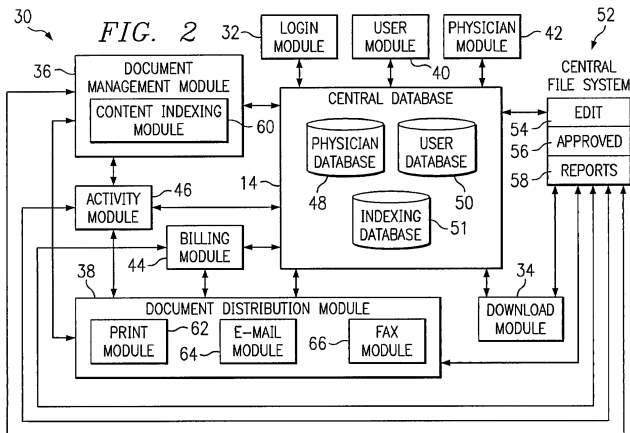 30
FIG. 2
32
LOGIN
MODULE
USER
MODULE
40
PHYSICIAN
MODULE
42
52
36
DOCUMENT
MANAGEMENT MODULE
CONTENT INDEXING
MODULE
60
CENTRAL DATABASE
PHYSICIAN
DATABASE
48
USER
DATABASE
50
INDEXING
DATABASE
51
14
CENTRAL
FILE SYSTEM
EDIT
54
APPROVED
56
REPORTS
58
ACTIVITY
MODULE
46
BILLING
MODULE
44
38
DOCUMENT DISTRIBUTION MODULE
PRINT
MODULE
62
E-MAIL
MODULE
64
FAX
MODULE
66
34
DOWNLOAD
MODULE